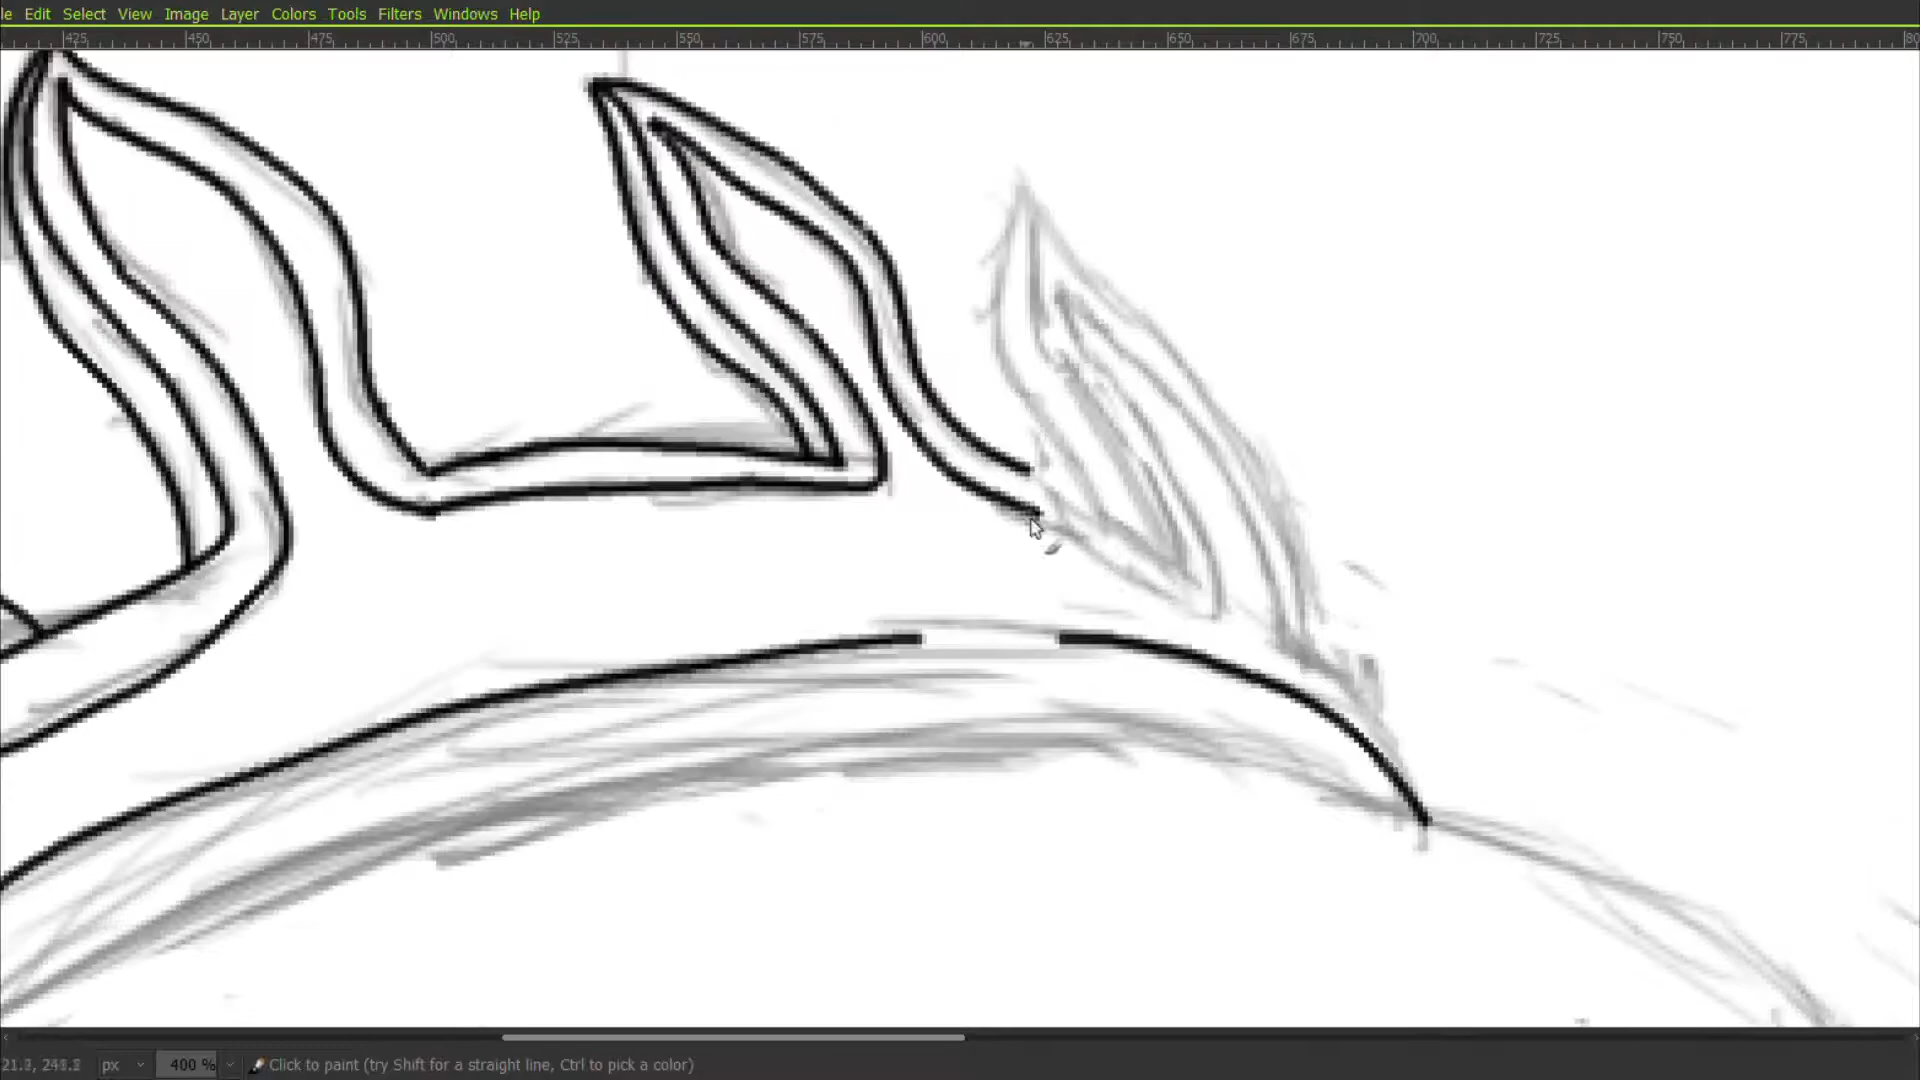 le Edit Select View Image Layer Colors Tools Filters Windows Help
425 450 475 500 525 550 575 600 625 650 675 700 725 750 775 80
px 400 % Click to paint (try Shift for a straight line, Ctrl to pick a color)